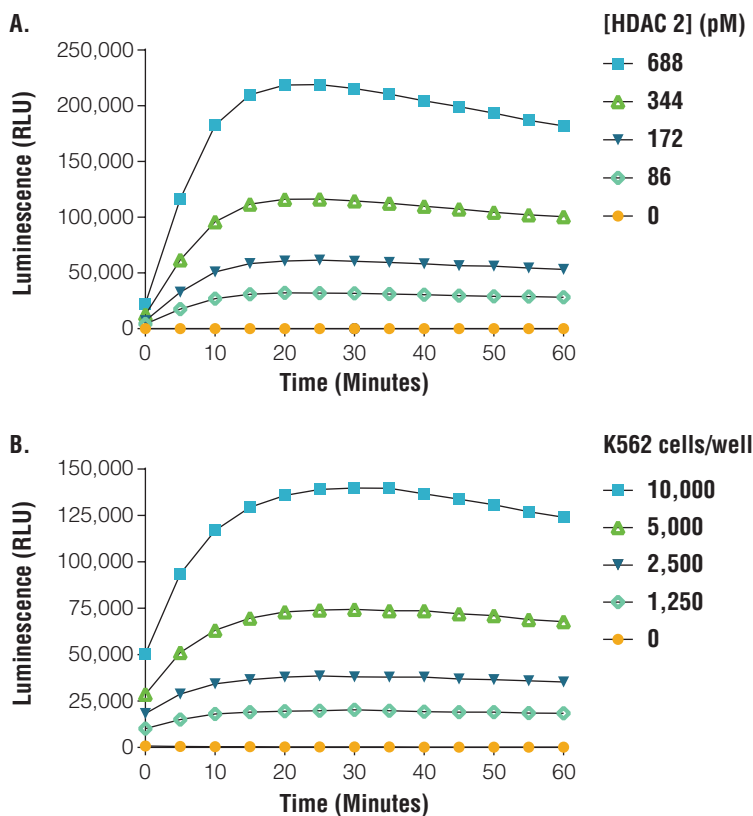 A.
[HDAC 2] (pM)
250,000
200,000
150,000
100,000
50,000
0
Luminescence (RLU)
0 10 20 30 40 50 60
Time (Minutes)
688
344
172
86
0
B.
K562 cells/well
150,000
125,000
100,000
75,000
50,000
25,000
0
Luminescence (RLU)
0 10 20 30 40 50 60
Time (Minutes)
10,000
5,000
2,500
1,250
0